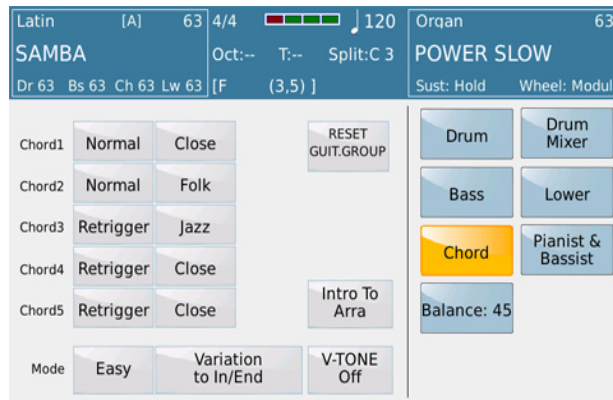 Latin [A] 63 4/4 120 Organ 63
SAMBA Oct:-- T:-- Split:C 3 POWER SLOW
Dr 63 Bs 63 Ch 63 Lw 63 [F (3,5) ] Sust: Hold Wheel: Modul
Chord1 Normal Close
RESET
GUIT.GROUP
Drum
Drum
Mixer
Chord2 Normal Folk
Bass
Lower
Chord3 Retrigger Jazz
Chord
Pianist &
Bassist
Chord4 Retrigger Close
Chord5 Retrigger Close
Intro To
Arra
Balance: 45
Mode Easy
Variation
to In/End
V-TONE
Off